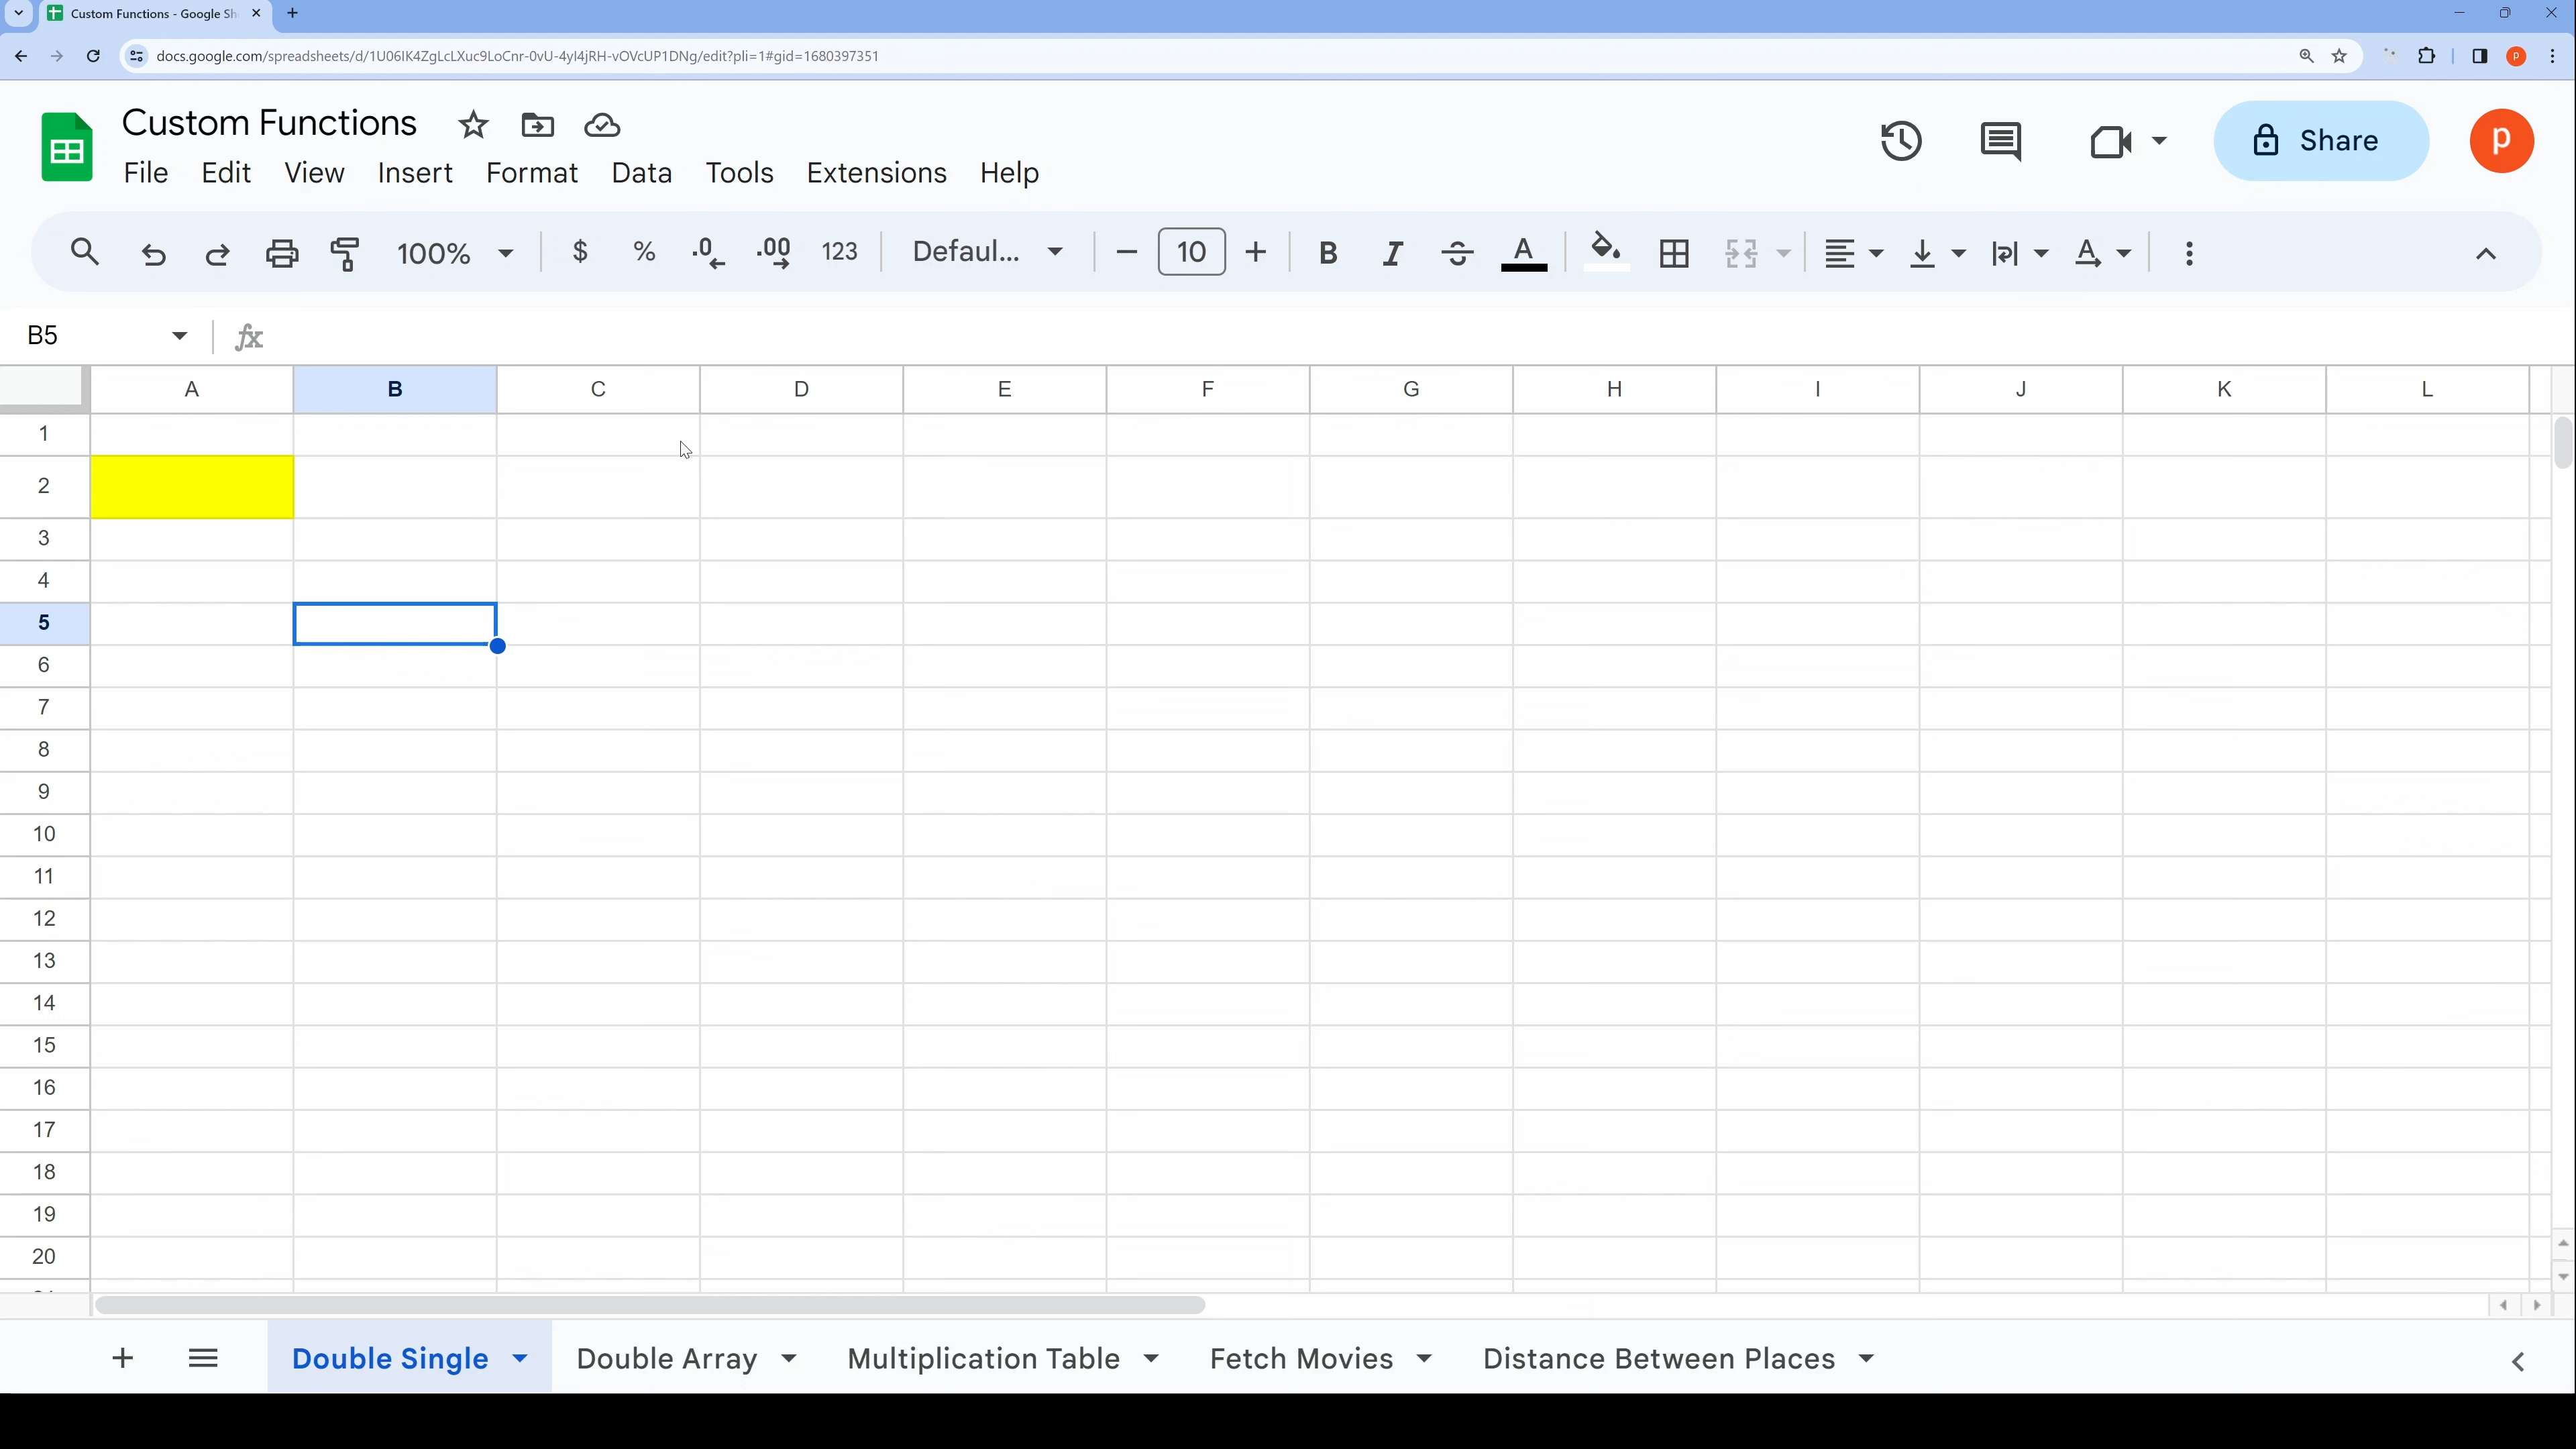 Custom Functions - Google Sh
docs.google.com/spreadsheets/d/1U06IK4ZgLcLXuc9LoCnr-0vU-4yI4jRH-vOVcUP1DNg/edit?pli=1#gid=1680397351
p
Custom Functions
File Edit View Insert Format Data Tools Extensions Help
Share
p
100% $ % .0 .00 123 Defaul... 10 B I S A A
B5 fx
A B C D E F G H I J K L
1
2
3
4
5
6
7
8
9
10
11
12
13
14
15
16
17
18
19
20
Double Single Double Array Multiplication Table Fetch Movies Distance Between Places